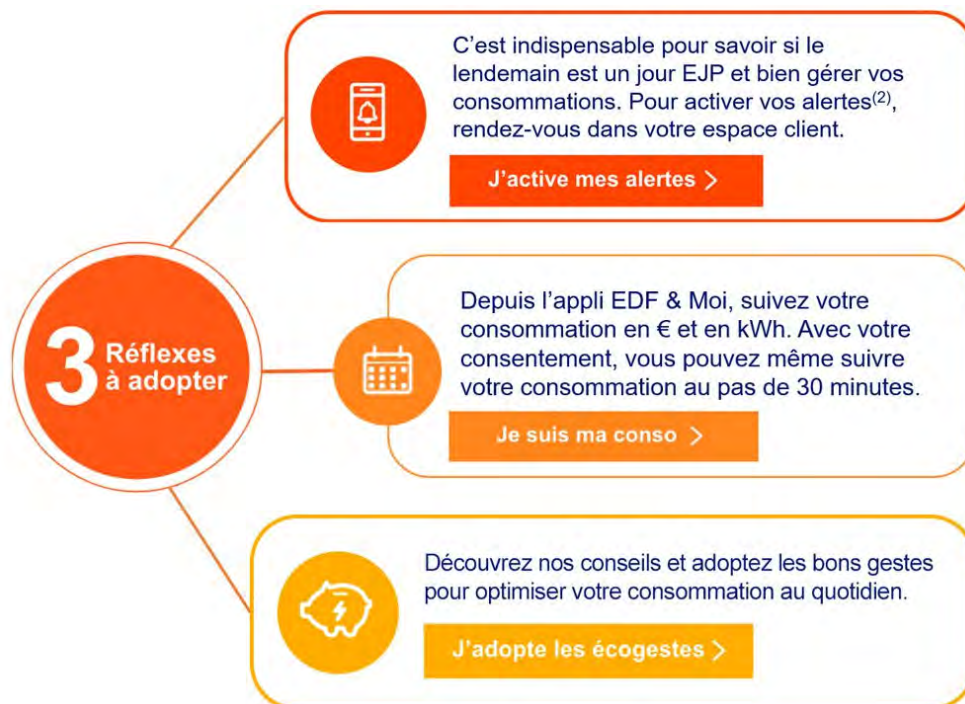 C’est indispensable pour savoir si le
lendemain est un jour EJP et bien gérer vos
consommations. Pour activer vos alertes(2),
rendez-vous dans votre espace client.
J’active mes alertes >
3 Réflexes
à adopter
Depuis l’appli EDF & Moi, suivez votre
consommation en € et en kWh. Avec votre
consentement, vous pouvez même suivre
votre consommation au pas de 30 minutes.
Je suis ma conso >
Découvrez nos conseils et adoptez les bons gestes
pour optimiser votre consommation au quotidien.
J’adopte les écogestes >